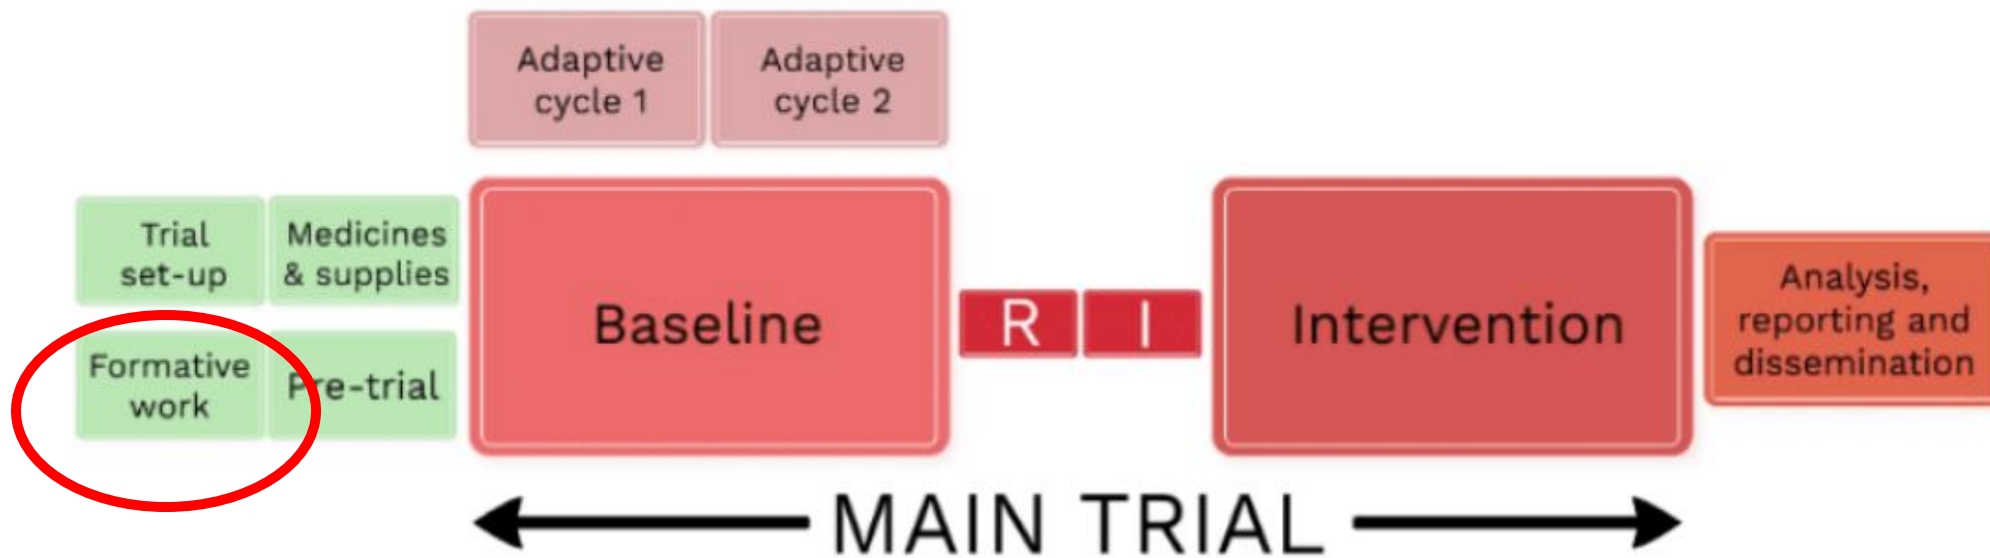 Adaptive
cycle 1
Adaptive
cycle 2
Trial
set-up
Medicines
& supplies
Formative
work
Pre-trial
Baseline
R
I
Intervention
Analysis,
reporting and
dissemination
MAIN TRIAL